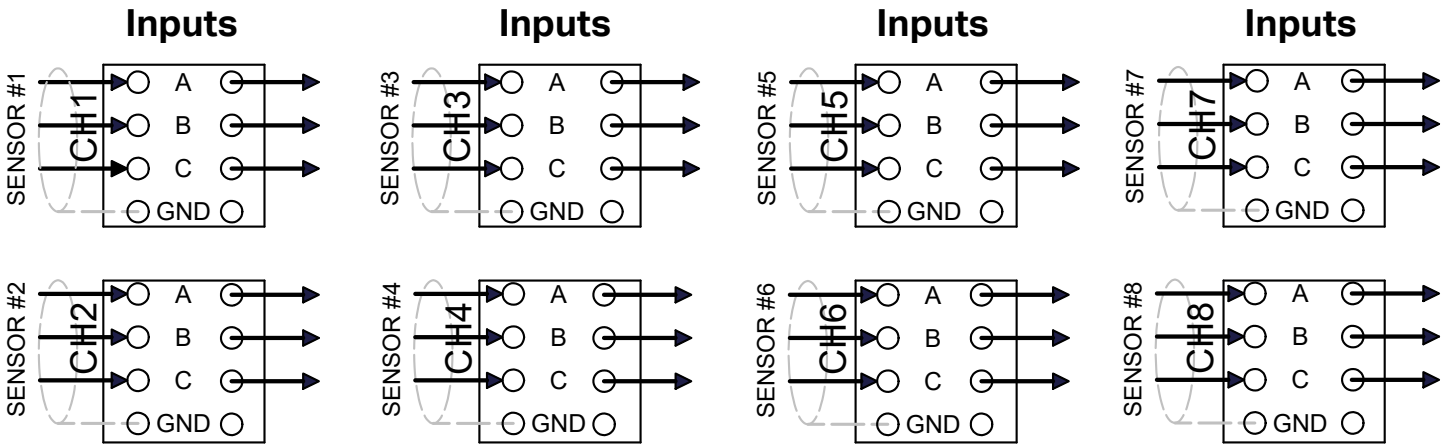 Inputs
SENSOR #1
CH1
A
B
C
GND
Inputs
SENSOR #3
CH3
A
B
C
GND
Inputs
SENSOR #5
CH5
A
B
C
GND
Inputs
SENSOR #7
CH7
A
B
C
GND
SENSOR #2
CH2
A
B
C
GND
SENSOR #4
CH4
A
B
C
GND
SENSOR #6
CH6
A
B
C
GND
SENSOR #8
CH8
A
B
C
GND